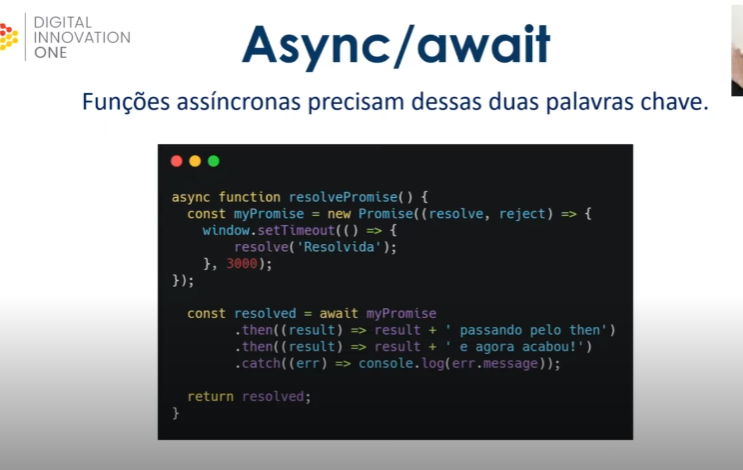 DIGITAL
INNOVATION
ONE
Async/await
Funções assíncronas precisam dessas duas palavras chave.
async function resolvePromise() {
  const myPromise = new Promise((resolve, reject) => {
    window.setTimeout(() => {
        resolve('Resolvida');
    }, 3000);
});
  const resolved = await myPromise
        .then((result) => result + ' passando pelo then')
        .then((result) => result + ' e agora acabou!')
        .catch((err) => console.log(err.message));
  return resolved;
}